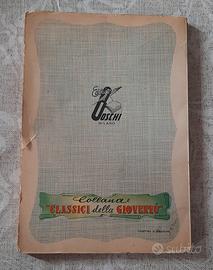 BOSCHI
MILANO
Collana
"CLASSICI della GIOVENTÙ"
subito